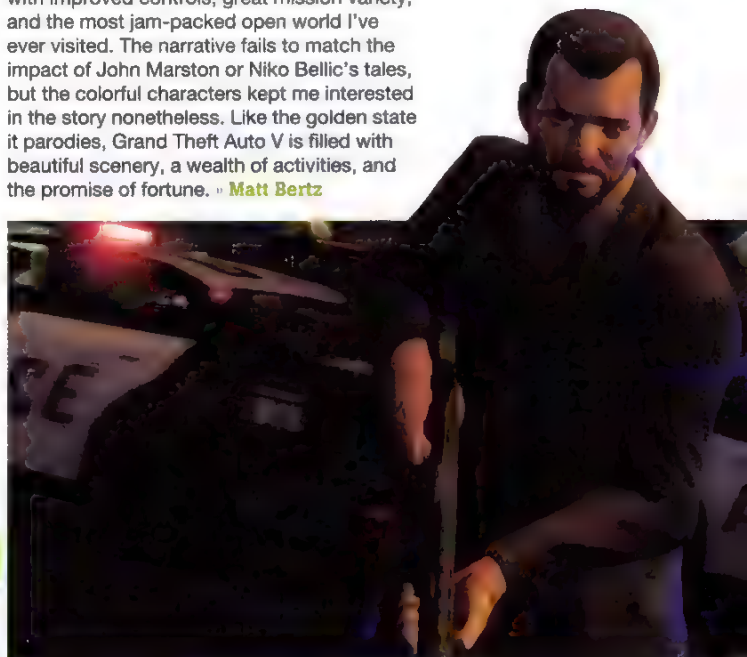 with improved controls, great mission variety,
and the most jam-packed open world I've
ever visited. The narrative fails to match the
impact of John Marston or Niko Bellic's tales,
but the colorful characters kept me interested
in the story nonetheless. Like the golden state
it parodies, Grand Theft Auto V is filled with
beautiful scenery, a wealth of activities, and
the promise of fortune. » Matt Bertz
CE